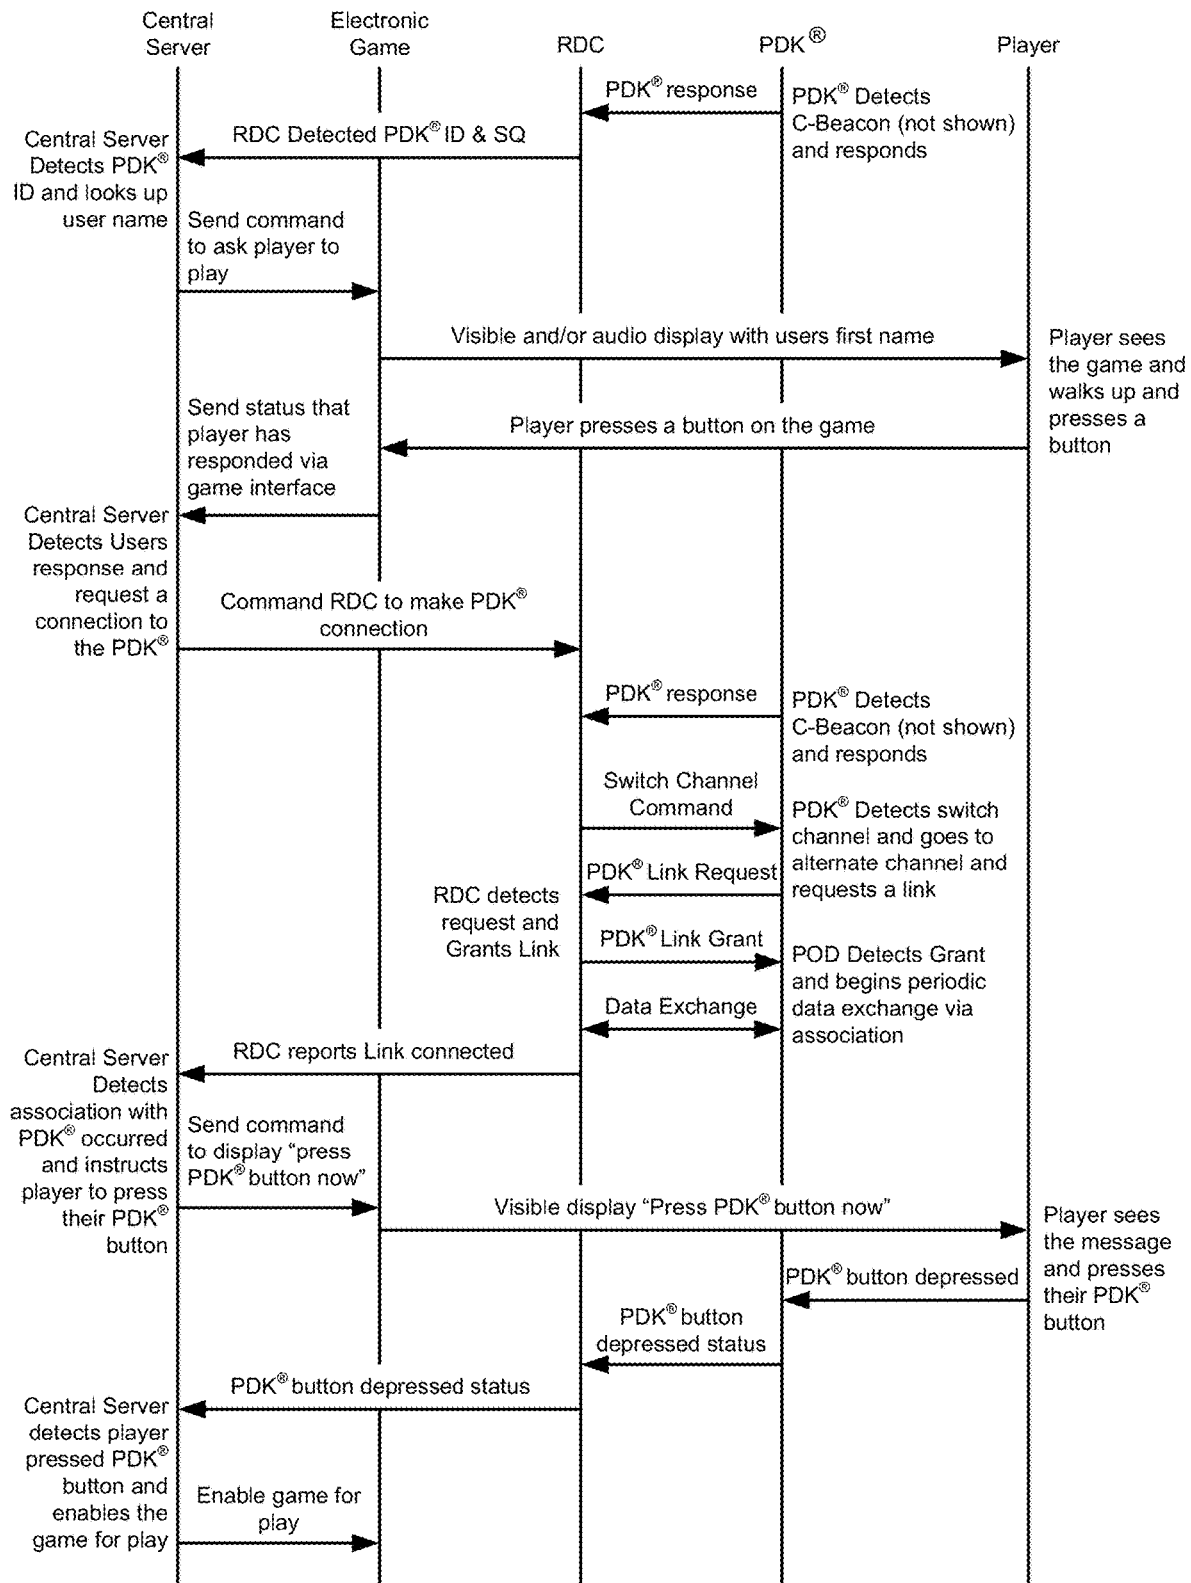 Central
Server
Electronic
Game
RDC
PDK®
Player
PDK® response
PDK® Detects
C-Beacon (not shown)
and responds
RDC Detected PDK® ID & SQ
Central Server
Detects PDK®
ID and looks up
user name
Send command
to ask player to
play
Visible and/or audio display with users first name
Player sees
the game and
walks up and
presses a
button
Send status that
player has
responded via
game interface
Player presses a button on the game
Central Server
Detects Users
response and
request a
connection to
the PDK®
Command RDC to make PDK®
connection
PDK® response
PDK® Detects
C-Beacon (not shown)
and responds
Switch Channel
Command
PDK® Detects switch
channel and goes to
alternate channel and
requests a link
PDK® Link Request
RDC detects
request and
Grants Link
PDK® Link Grant
POD Detects Grant
and begins periodic
data exchange via
association
Data Exchange
RDC reports Link connected
Central Server
Detects
association with
PDK® occurred
and instructs
player to press
their PDK®
button
Send command
to display “press
PDK® button now”
Visible display “Press PDK® button now”
Player sees
the message
and presses
their PDK®
button
PDK® button depressed
PDK® button
depressed status
PDK® button depressed status
Central Server
detects player
pressed PDK®
button and
enables the
game for play
Enable game for
play